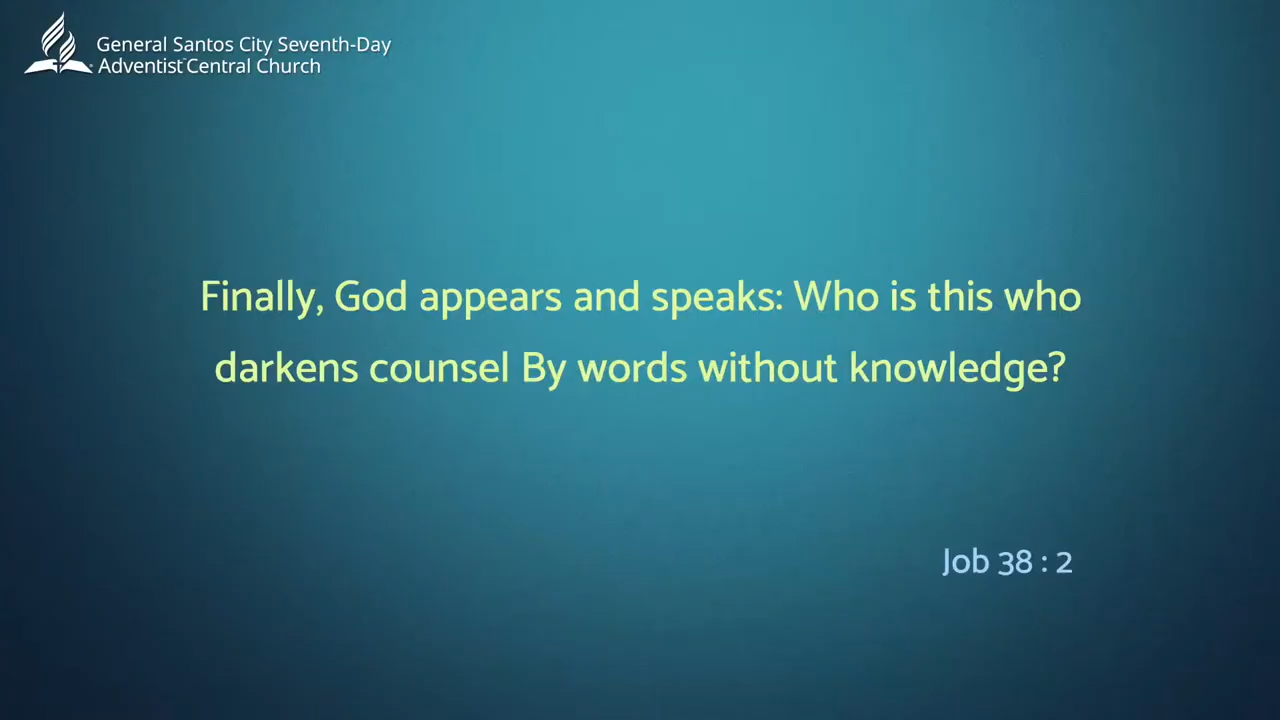 General Santos City Seventh-Day
Adventist Central Church
Finally, God appears and speaks: Who is this who
darkens counsel By words without knowledge?
Job 38 : 2